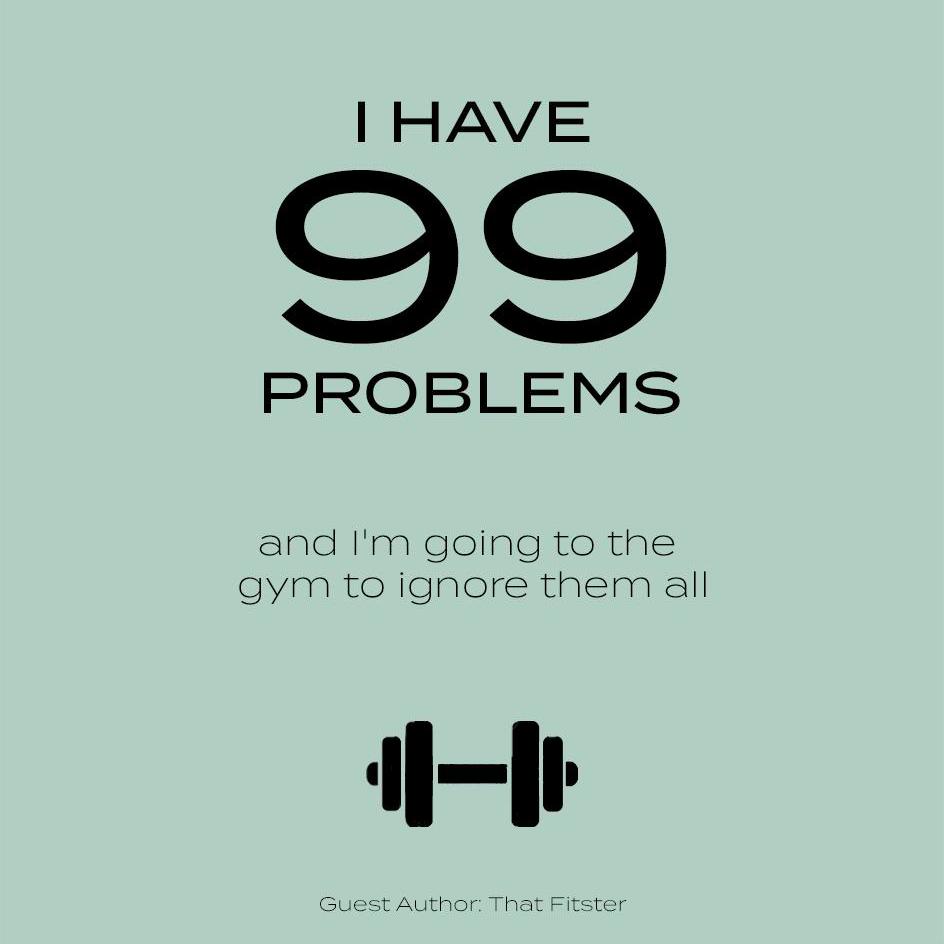 I HAVE
99
PROBLEMS
and I'm going to the
gym to ignore them all
Guest Author: That Fitster